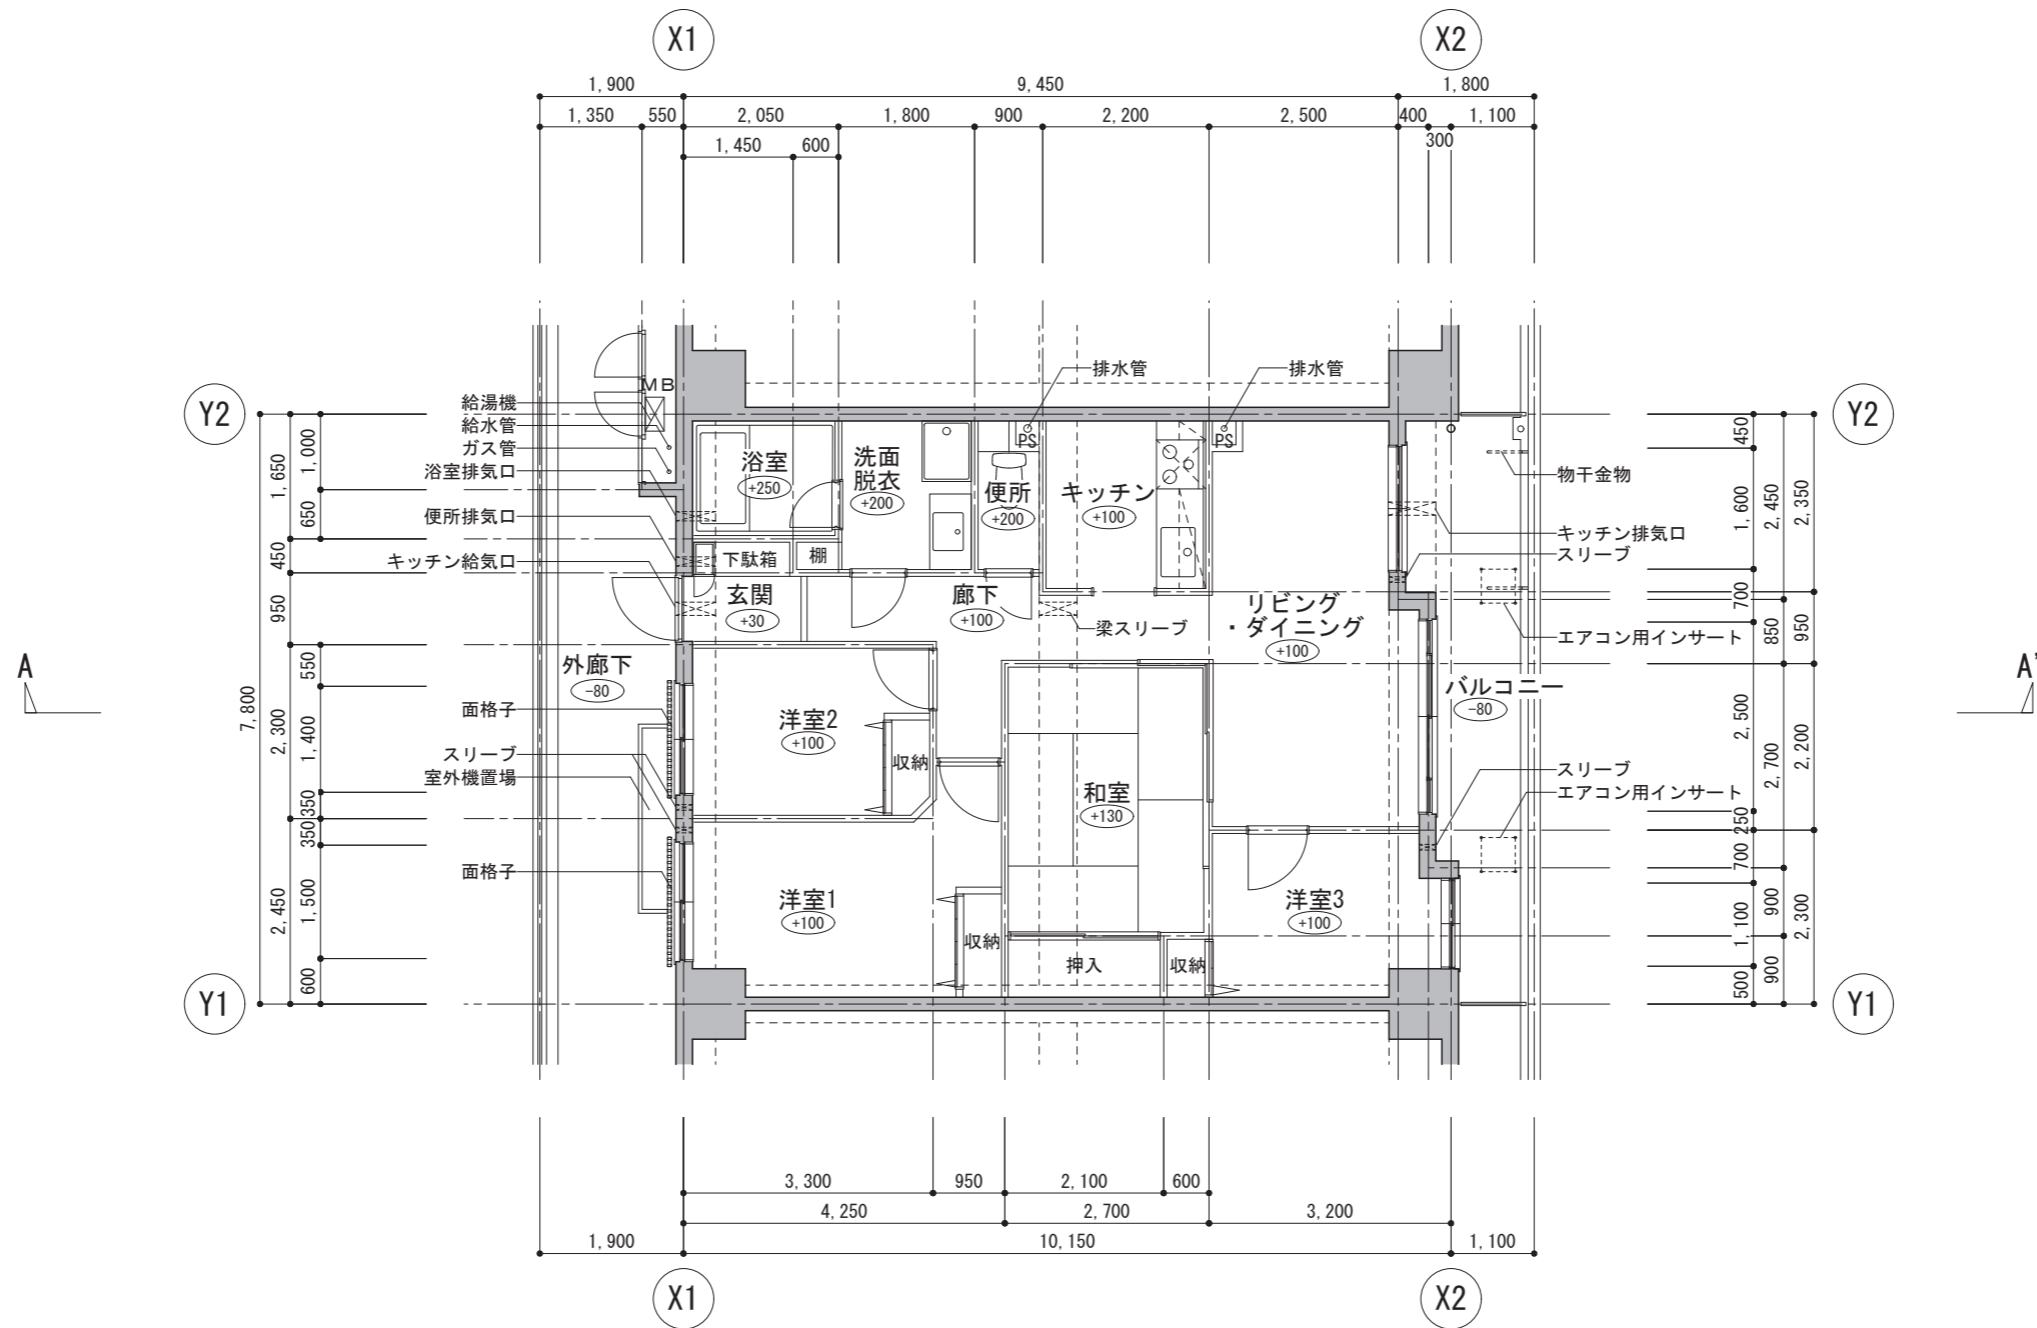 X1
X2
1,900
9,450
1,800
1,350
550
2,050
1,800
900
2,200
2,500
400
1,100
1,450
600
300
排水管
排水管
MB
Y2
Y2
給湯機
給水管
ガス管
浴室排気口
便所排気口
キッチン給気口
PS
PS
浴室
+250
洗面
脱衣
+200
便所
+200
キッチン
+100
物干金物
キッチン排気口
スリーブ
下駄箱
棚
玄関
+30
廊下
+100
梁スリーブ
リビング
・ダイニング
+100
エアコン用インサート
A
A'
外廊下
-80
バルコニー
-80
面格子
洋室2
+100
収納
スリーブ
室外機置場
スリーブ
エアコン用インサート
和室
+130
面格子
洋室1
+100
収納
押入
収納
洋室3
+100
Y1
Y1
7,800
1,650
450
950
2,300
2,450
1,000
650
550
1,400
350
350
1,500
600
450
1,600
700
2,500
250
700
1,100
500
2,450
850
2,700
900
900
2,350
950
2,200
2,300
3,300
950
2,100
600
4,250
2,700
3,200
1,900
10,150
1,100
X1
X2